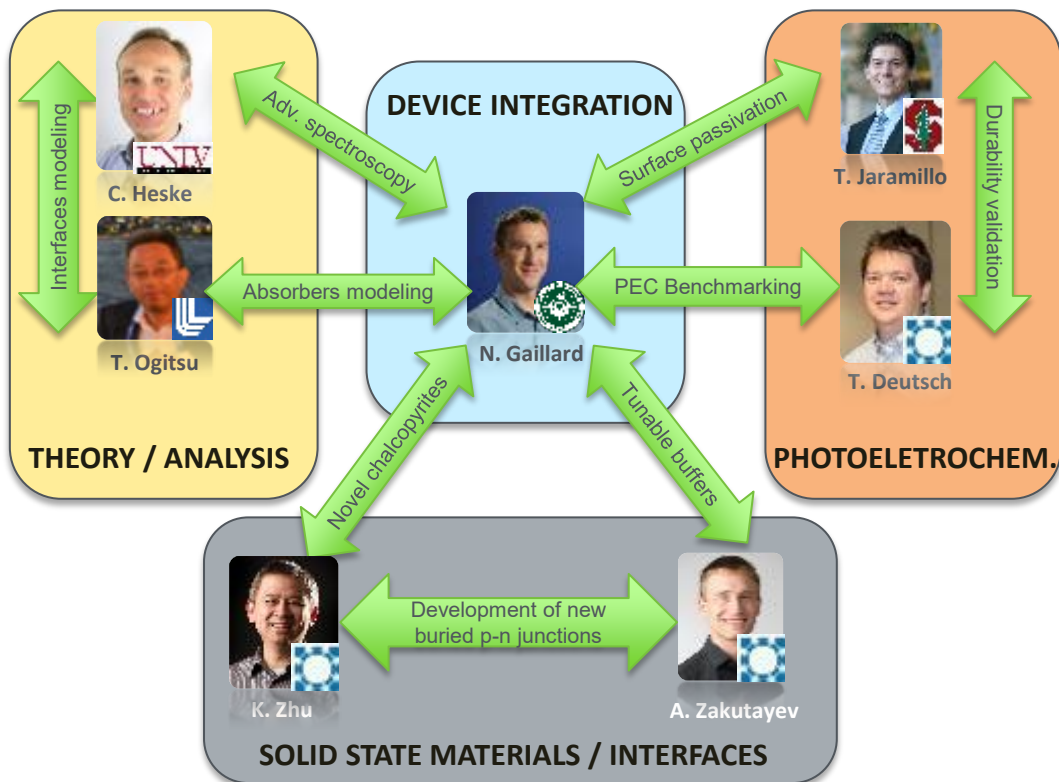 DEVICE INTEGRATION
Adv. spectroscopy
Surface passivation
Interfaces modeling
Durability validation
UNLV
C. Heske
T. Jaramillo
Absorbers modeling
PEC Benchmarking
T. Ogitsu
N. Gaillard
T. Deutsch
THEORY / ANALYSIS
PHOTOELETROCHEM.
Novel chalcopyrites
Tunable buffers
Development of new
buried p-n junctions
K. Zhu
A. Zakutayev
SOLID STATE MATERIALS / INTERFACES